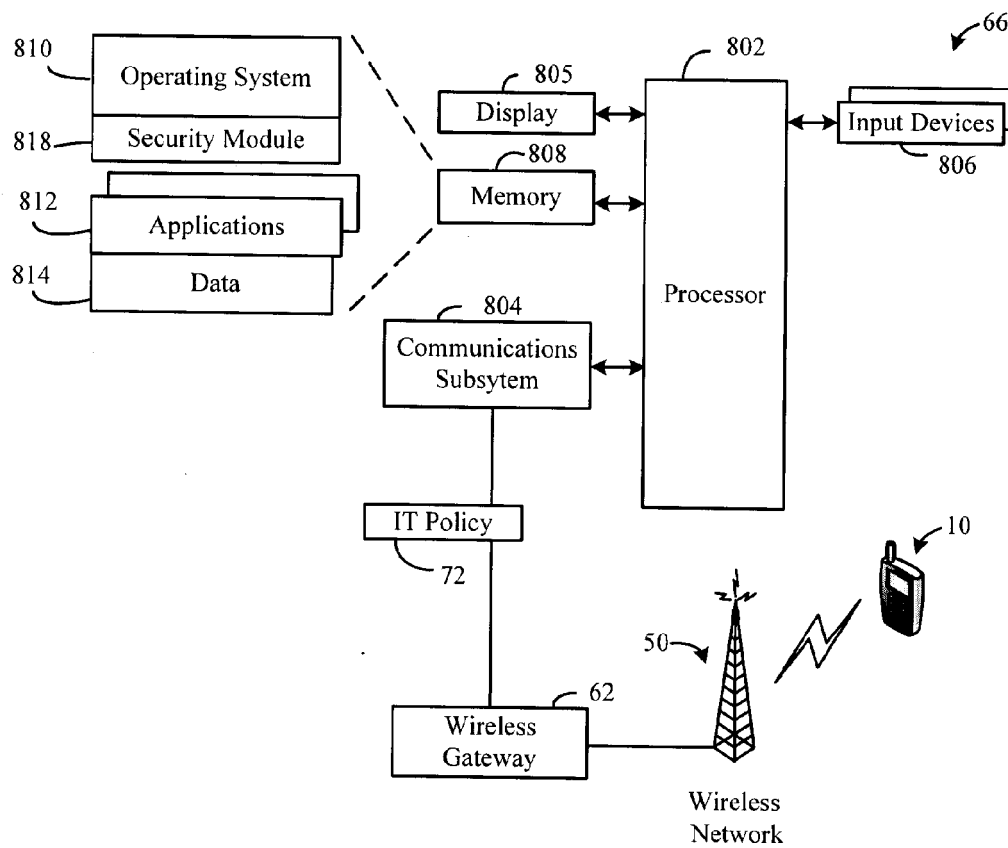 66
810
802
Operating System
805
Display
Input Devices
818
Security Module
808
806
Memory
812
Applications
814
Data
Processor
804
Communications
Subsytem
IT Policy
72
10
50
62
Wireless
Gateway
Wireless
Network